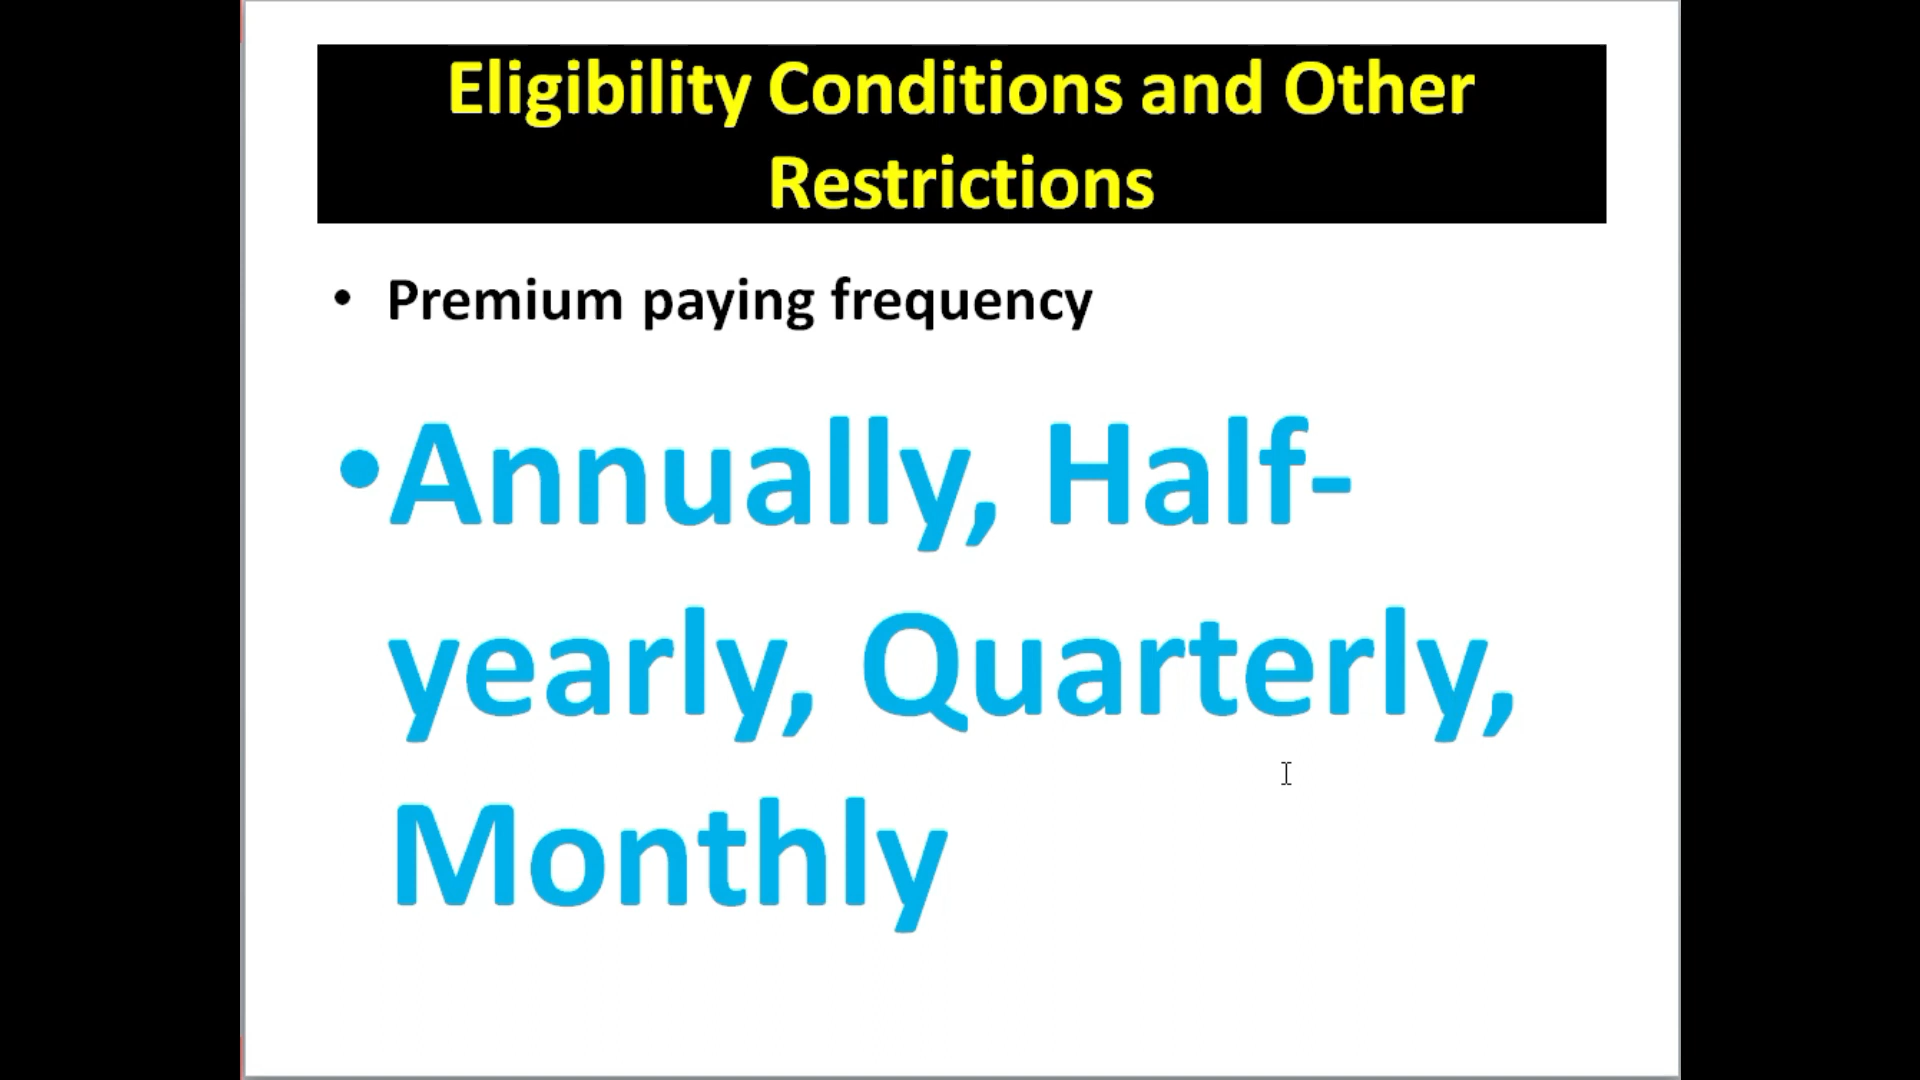 Eligibility Conditions and Other
Restrictions
• Premium paying frequency
•Annually, Half-
yearly, Quarterly,
Monthly